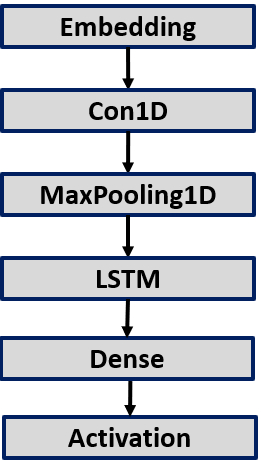 Embedding
Con1D
MaxPooling1D
LSTM
Dense
Activation